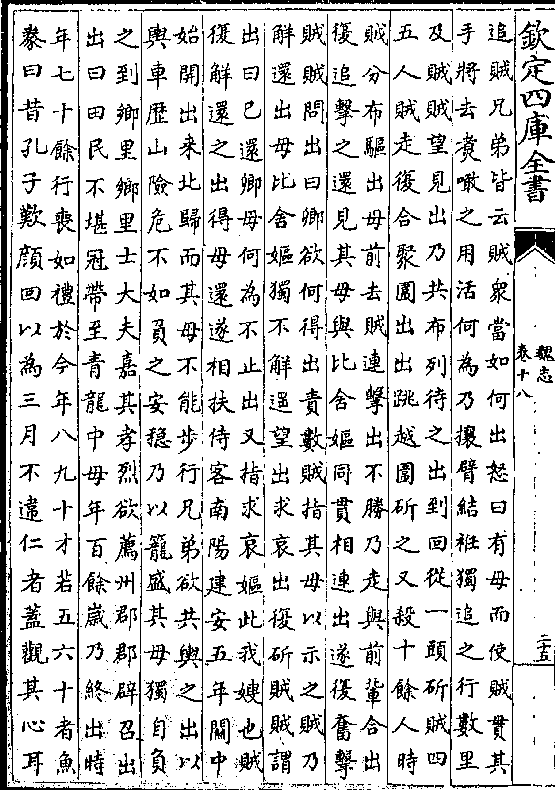 欽定四庫全書
魏志
卷十八
二十五
追賊兄弟皆云賊衆當如何出怒曰有母而使賊貫其
手將去煑噉之用活何為乃攘臂結袵獨追之行數里
及賊賊望見出乃共布列待之出到回從一頭斫賊四
五人賊走復合聚圍出出跳越圍斫之又殺十餘人時
賊分布驅出母前去賊連擊出不勝乃走與前輩合出
復追擊之還見其母與比舍嫗同貫相連出遂復奮擊
賊賊問出曰卿欲何得出責數賊指其母以示之賊乃
解還出母比舍嫗獨不解遥望出求哀出復斫賊賊謂
出曰已還卿母何為不止出又指求哀嫗此我嫂也賊
復解還之出得母還遂相扶侍客南陽建安五年關中
始開出来北歸而其母不能步行兄弟欲共輿之出以
輿車歴山險危不如負之安穏乃以籠盛其母獨自負
之到鄉里鄉里士大夫嘉其孝烈欲薦州郡郡辟召出
出曰田民不堪冠帶至青龍中母年百餘嵗乃終出時
年七十餘行喪如禮於今年八九十才若五六十者魚
豢曰昔孔子歎顔回以為三月不違仁者蓋觀其心耳